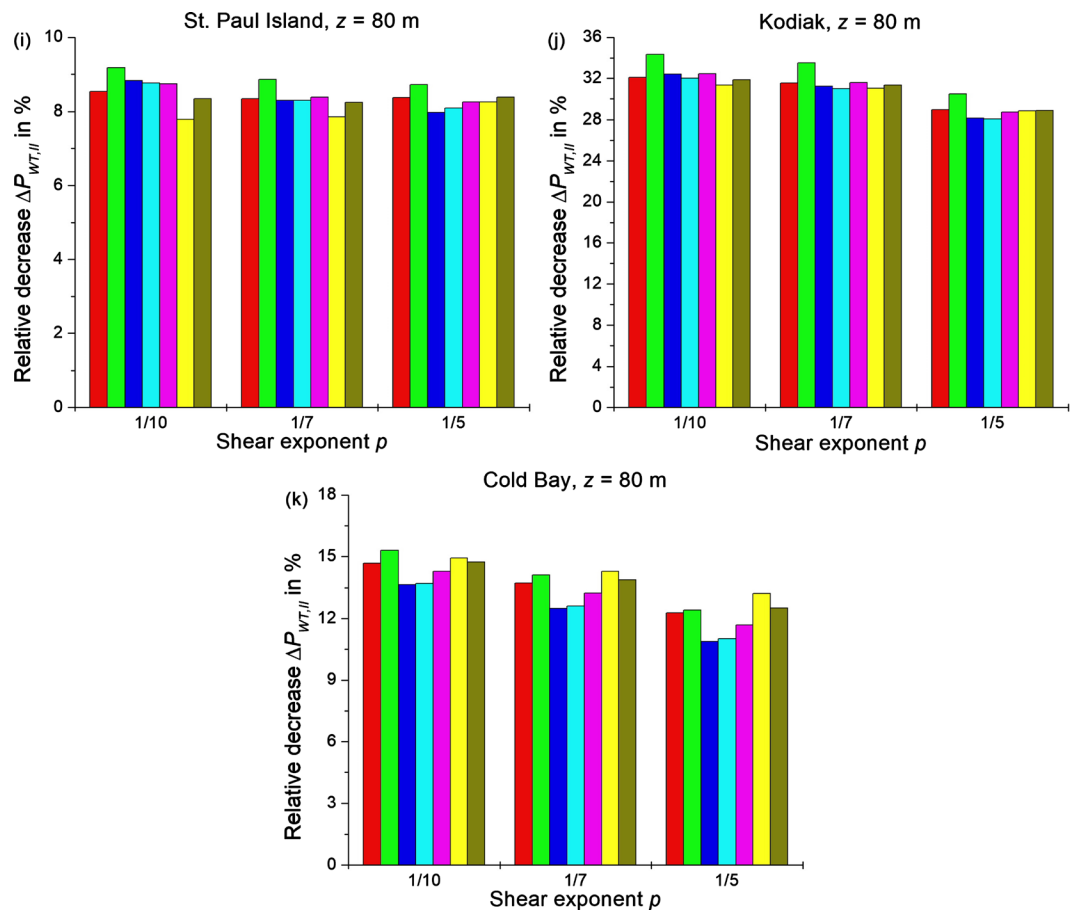 (i)
St. Paul Island, z = 80 m
Relative decrease ΔP_WT,II in %
10
8
6
4
2
0
1/10 1/7 1/5
Shear exponent p
(j)
Kodiak, z = 80 m
Relative decrease ΔP_WT,II in %
36
32
28
24
20
16
12
8
4
0
1/10 1/7 1/5
Shear exponent p
(k)
Cold Bay, z = 80 m
Relative decrease ΔP_WT,II in %
18
15
12
9
6
3
0
1/10 1/7 1/5
Shear exponent p